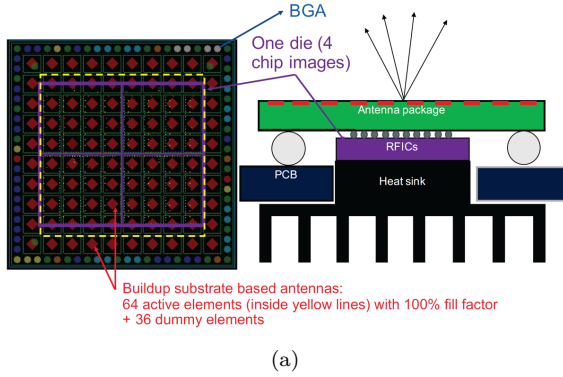 BGA
One die (4
chip images)
Antenna package
RFICs
PCB
Heat sink
Buildup substrate based antennas:
64 active elements (inside yellow lines) with 100% fill factor
+ 36 dummy elements
(a)